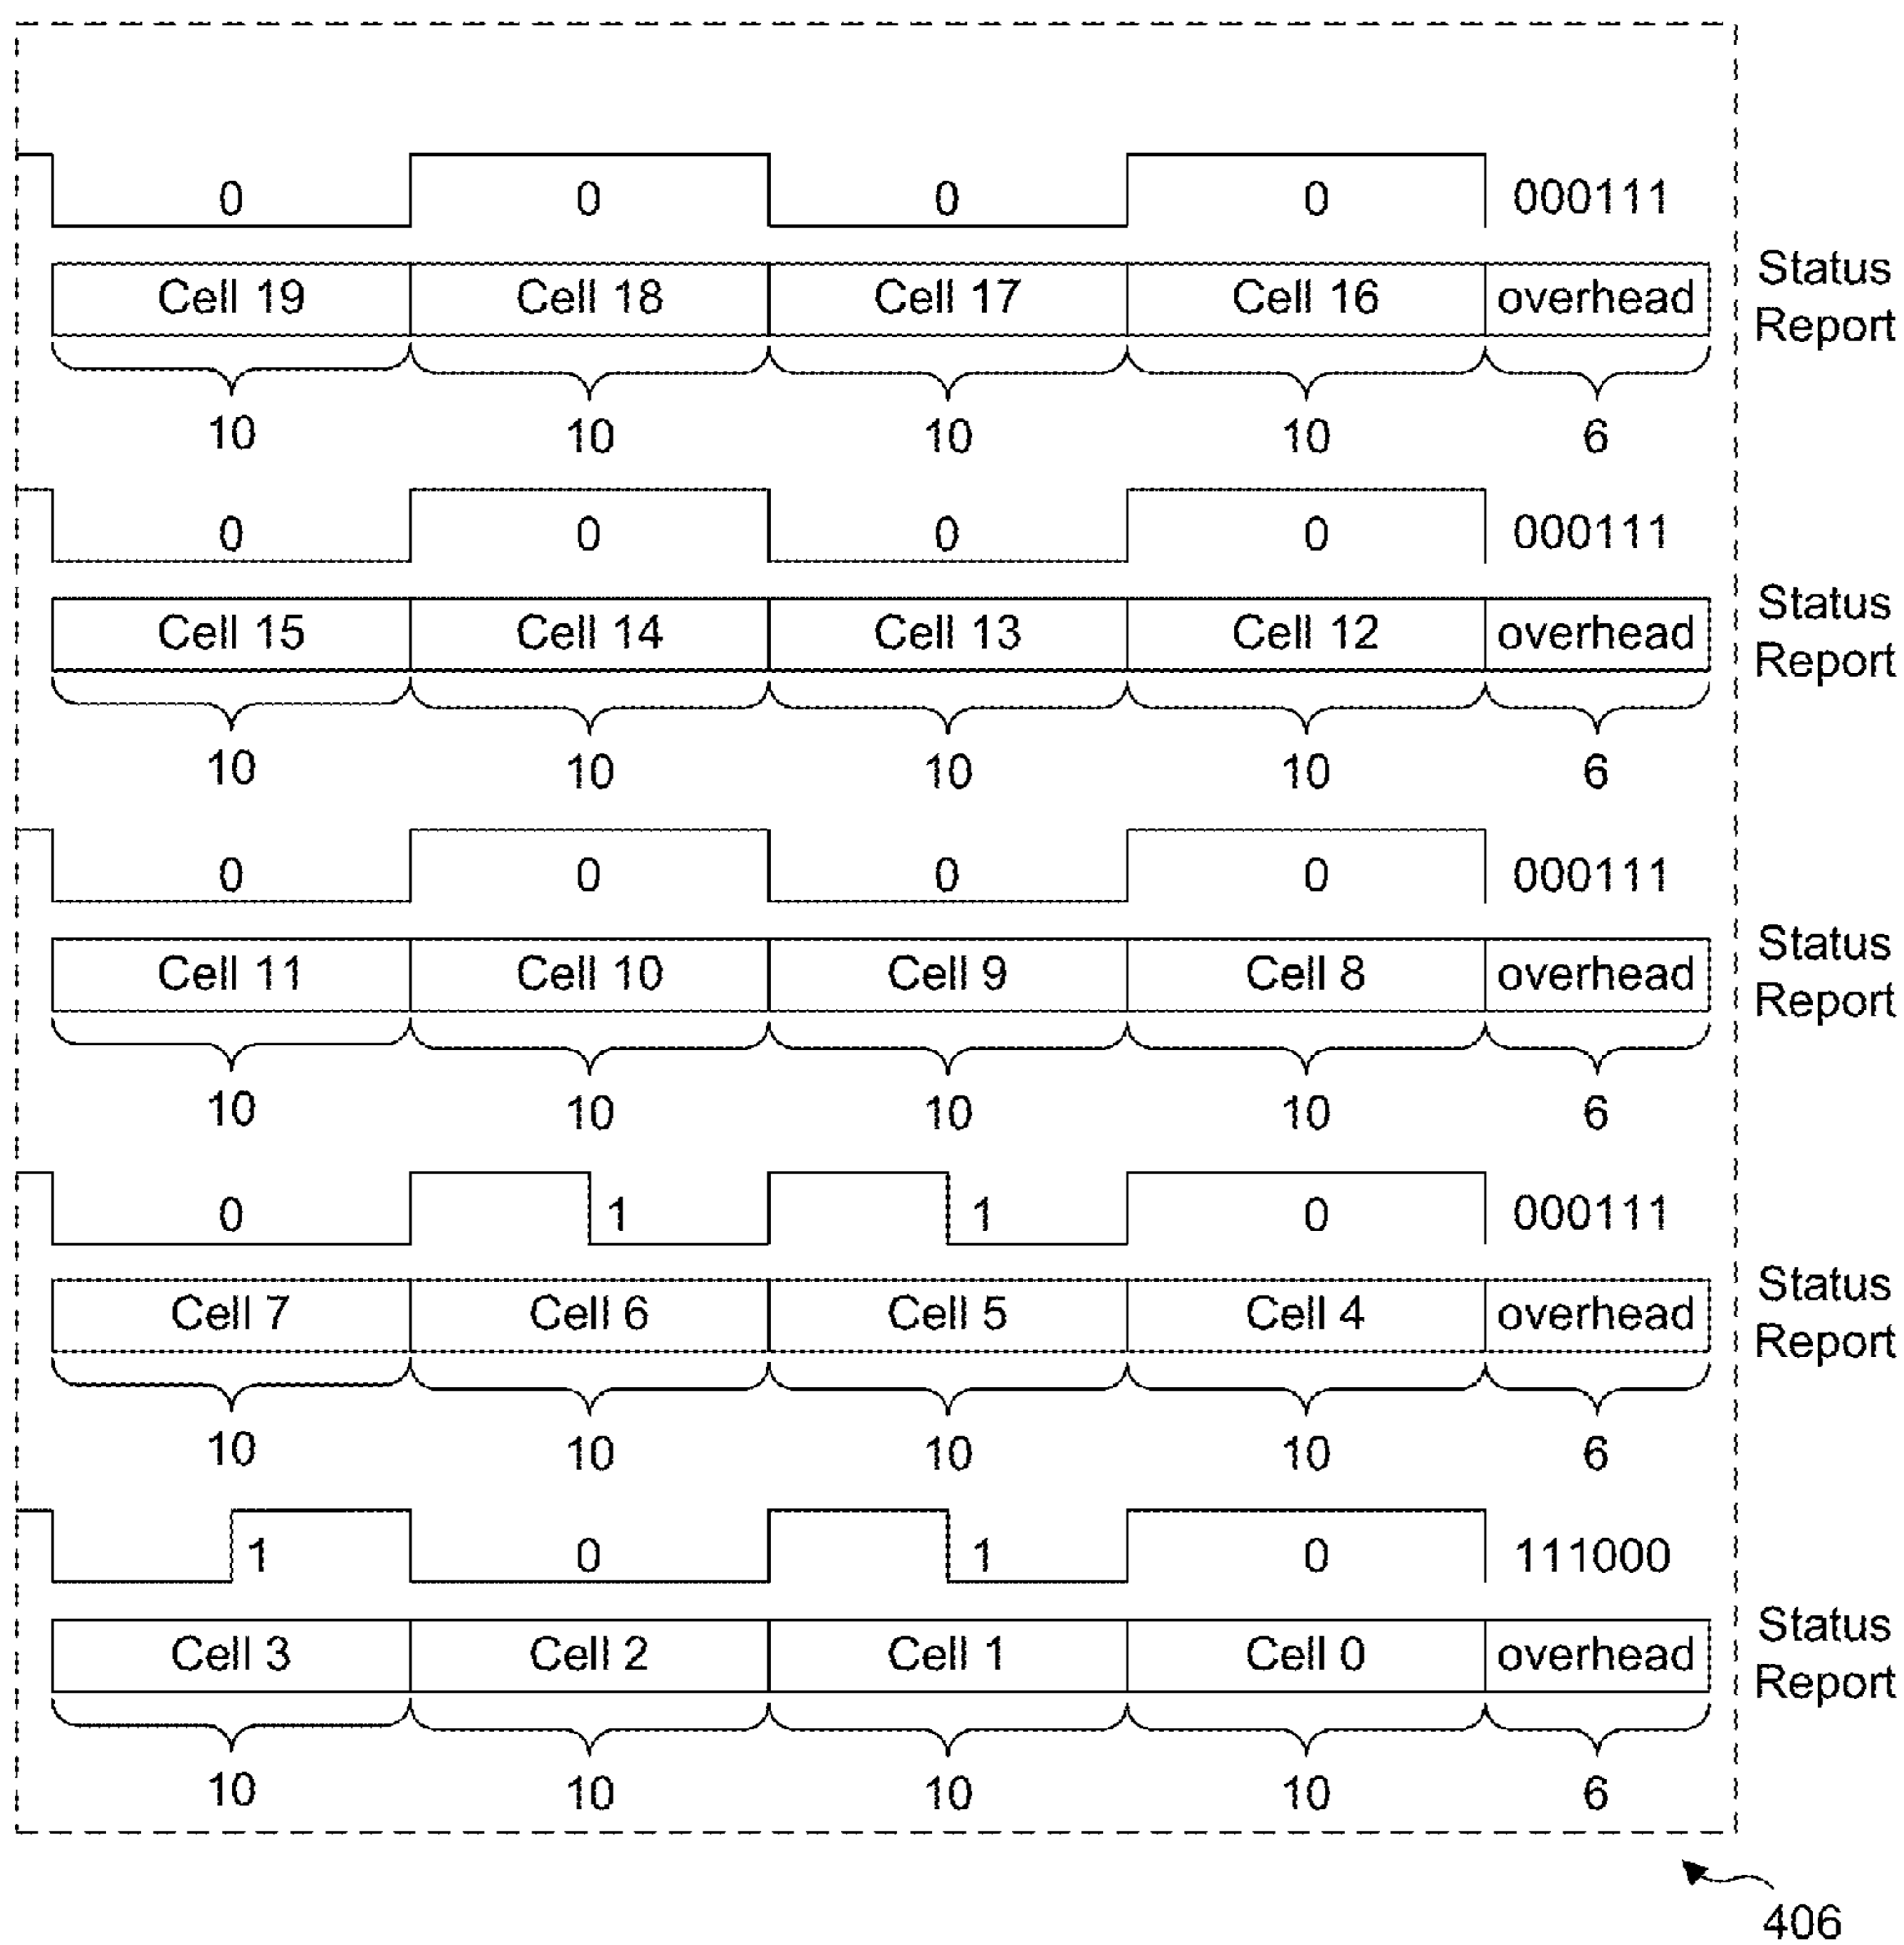 0 0 0 0 000111
Cell 19 Cell 18 Cell 17 Cell 16 overhead Status Report
10 10 10 10 6
0 0 0 0 000111
Cell 15 Cell 14 Cell 13 Cell 12 overhead Status Report
10 10 10 10 6
0 0 0 0 000111
Cell 11 Cell 10 Cell 9 Cell 8 overhead Status Report
10 10 10 10 6
0 1 1 0 000111
Cell 7 Cell 6 Cell 5 Cell 4 overhead Status Report
10 10 10 10 6
1 0 1 0 111000
Cell 3 Cell 2 Cell 1 Cell 0 overhead Status Report
10 10 10 10 6
406